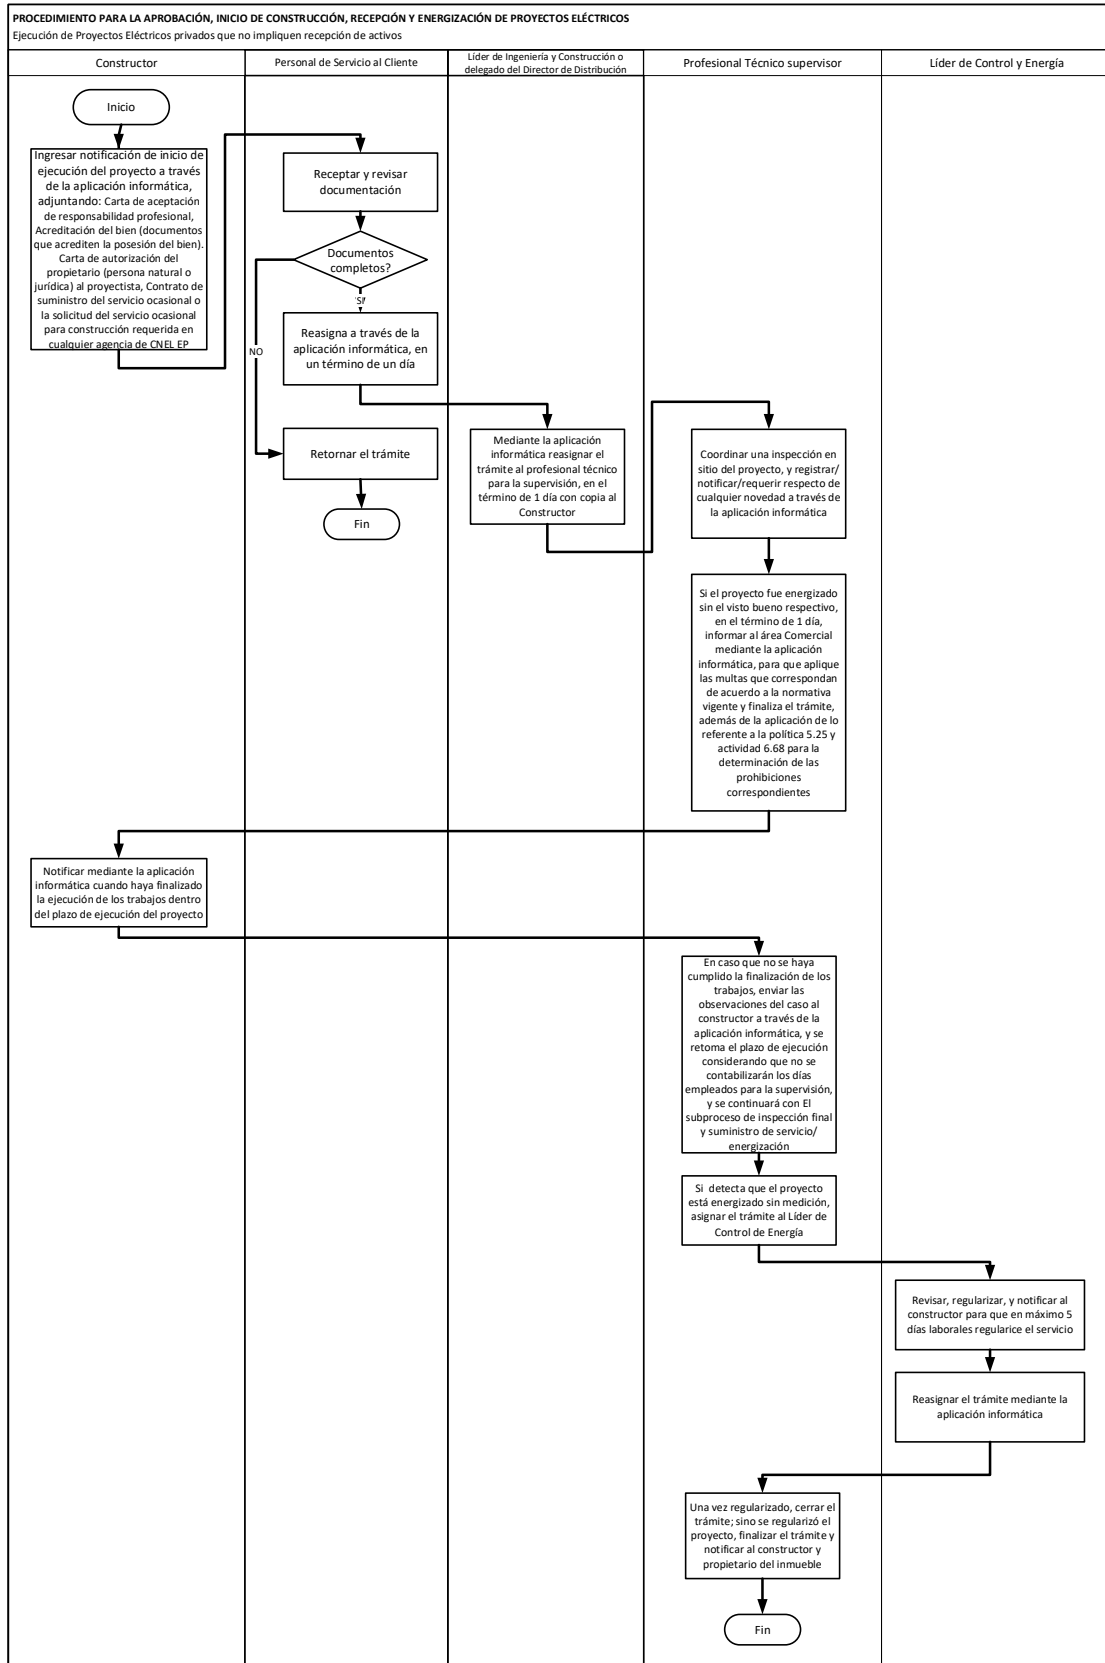 PROCEDIMIENTO PARA LA APROBACIÓN, INICIO DE CONSTRUCCIÓN, RECEPCIÓN Y ENERGIZACIÓN DE PROYECTOS ELÉCTRICOS
Ejecución de Proyectos Eléctricos privados que no impliquen recepción de activos
Constructor
Personal de Servicio al Cliente
Líder de Ingeniería y Construcción o
delegado del Director de Distribución
Profesional Técnico supervisor
Líder de Control y Energía
Inicio
Ingresar notificación de inicio de
ejecución del proyecto a través
de la aplicación informática,
adjuntando: Carta de aceptación
de responsabilidad profesional,
Acreditación del bien (documentos
que acrediten la posesión del bien).
Carta de autorización del
propietario (persona natural o
jurídica) al proyectista, Contrato de
suministro del servicio ocasional o
la solicitud del servicio ocasional
para construcción requerida en
cualquier agencia de CNEL EP
Receptar y revisar
documentación
Documentos
completos?
SI
NO
Reasigna a través de la
aplicación informática, en
un término de un día
Retornar el trámite
Fin
Mediante la aplicación
informática reasignar el
trámite al profesional técnico
para la supervisión, en el
término de 1 día con copia al
Constructor
Coordinar una inspección en
sitio del proyecto, y registrar/
notificar/requerir respecto de
cualquier novedad a través de
la aplicación informática
Si el proyecto fue energizado
sin el visto bueno respectivo,
en el término de 1 día,
informar al área Comercial
mediante la aplicación
informática, para que aplique
las multas que correspondan
de acuerdo a la normativa
vigente y finaliza el trámite,
además de la aplicación de lo
referente a la política 5.25 y
actividad 6.68 para la
determinación de las
prohibiciones
correspondientes
Notificar mediante la aplicación
informática cuando haya finalizado
la ejecución de los trabajos dentro
del plazo de ejecución del proyecto
En caso que no se haya
cumplido la finalización de los
trabajos, enviar las
observaciones del caso al
constructor a través de la
aplicación informática, y se
retoma el plazo de ejecución
considerando que no se
contabilizarán los días
empleados para la supervisión,
y se continuará con El
subproceso de inspección final
y suministro de servicio/
energización
Si detecta que el proyecto
está energizado sin medición,
asignar el trámite al Líder de
Control de Energía
Revisar, regularizar, y notificar al
constructor para que en máximo 5
días laborales regularice el servicio
Reasignar el trámite mediante la
aplicación informática
Una vez regularizado, cerrar el
trámite; sino se regularizó el
proyecto, finalizar el trámite y
notificar al constructor y
propietario del inmueble
Fin